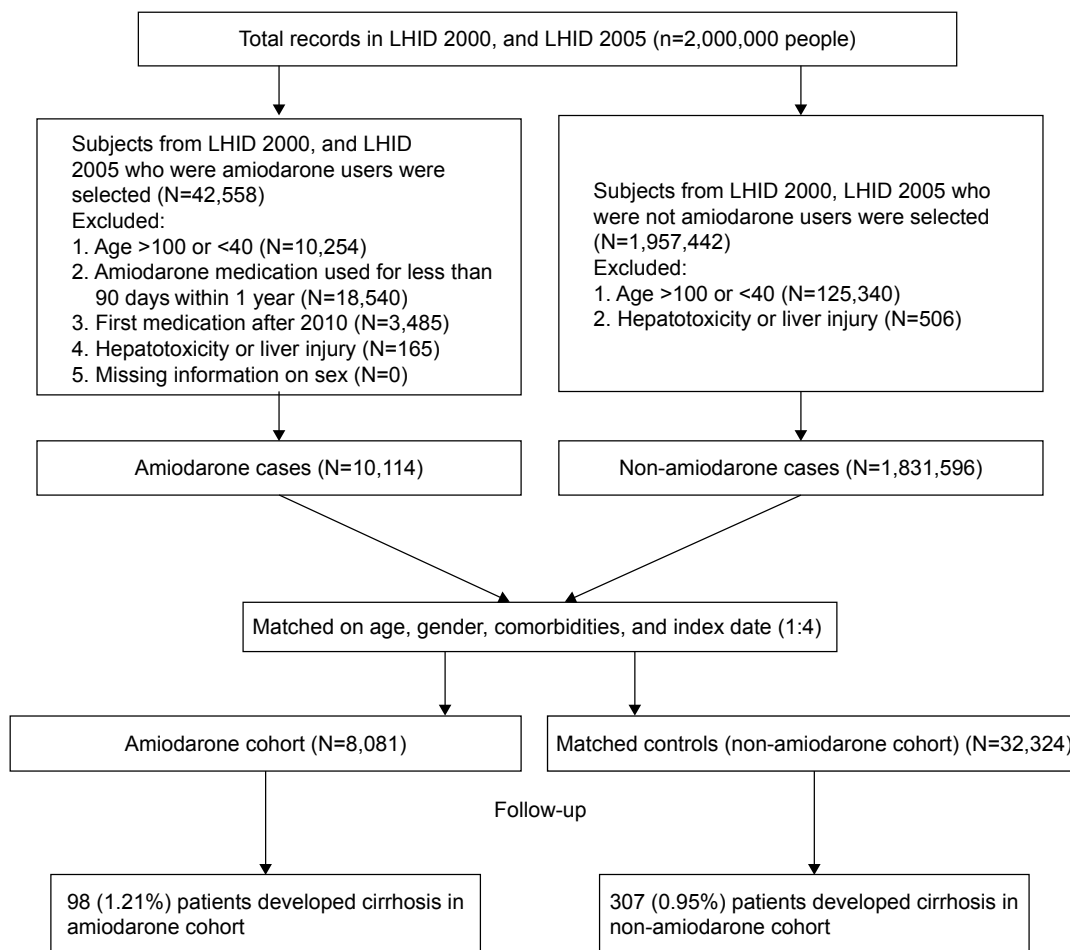 Total records in LHID 2000, and LHID 2005 (n=2,000,000 people)
Subjects from LHID 2000, and LHID
2005 who were amiodarone users were
selected (N=42,558)
Excluded:
1. Age >100 or <40 (N=10,254)
2. Amiodarone medication used for less than
90 days within 1 year (N=18,540)
3. First medication after 2010 (N=3,485)
4. Hepatotoxicity or liver injury (N=165)
5. Missing information on sex (N=0)
Subjects from LHID 2000, LHID 2005 who
were not amiodarone users were selected
(N=1,957,442)
Excluded:
1. Age >100 or <40 (N=125,340)
2. Hepatotoxicity or liver injury (N=506)
Amiodarone cases (N=10,114)
Non-amiodarone cases (N=1,831,596)
Matched on age, gender, comorbidities, and index date (1:4)
Amiodarone cohort (N=8,081)
Matched controls (non-amiodarone cohort) (N=32,324)
Follow-up
98 (1.21%) patients developed cirrhosis in
amiodarone cohort
307 (0.95%) patients developed cirrhosis in
non-amiodarone cohort